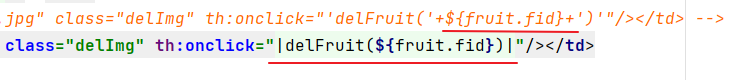 .jpg" class="delImg" th:onclick="'delFruit('+${fruit.fid}+')'"/></td> -->
class="delImg" th:onclick="|delFruit(${fruit.fid})|"/></td>